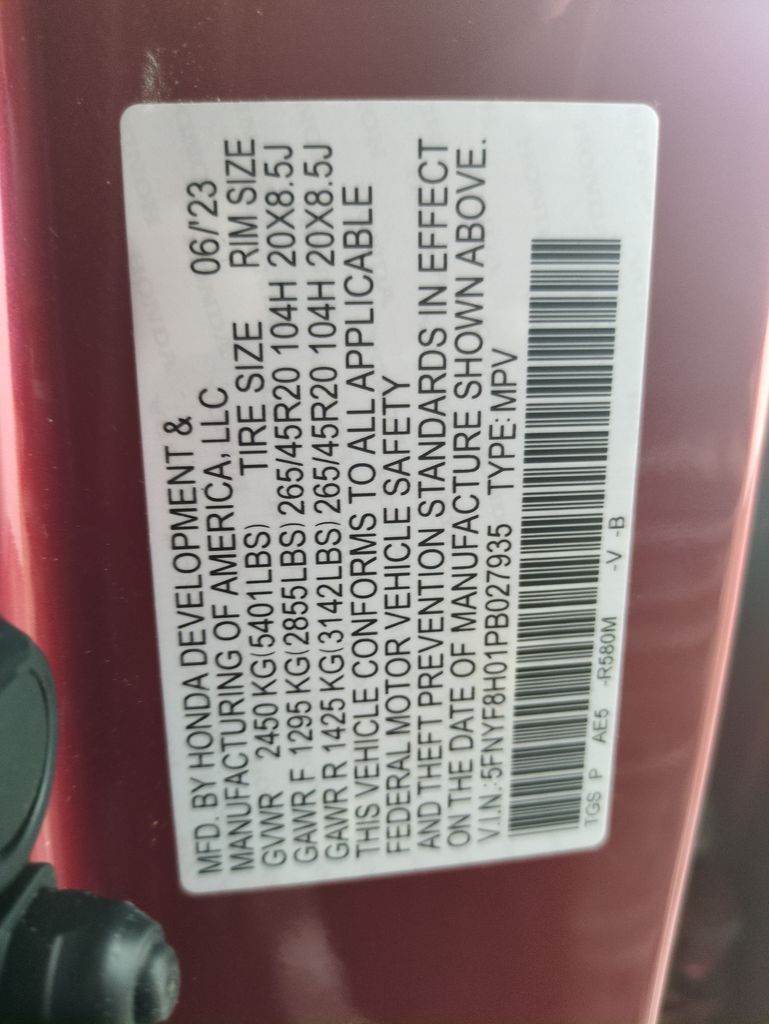 MFD. BY HONDA DEVELOPMENT &
MANUFACTURING OF AMERICA, LLC 06/'23
GVWR 2450 KG(5401LBS) TIRE SIZE RIM SIZE
GAWR F 1295 KG(2855LBS) 265/45R20 104H 20X8.5J
GAWR R 1425 KG(3142LBS) 265/45R20 104H 20X8.5J
THIS VEHICLE CONFORMS TO ALL APPLICABLE
FEDERAL MOTOR VEHICLE SAFETY
AND THEFT PREVENTION STANDARDS IN EFFECT
ON THE DATE OF MANUFACTURE SHOWN ABOVE.
V.I.N.:5FNYF8H01PB027935 TYPE: MPV
TGS P AE5 -R580M -V -B